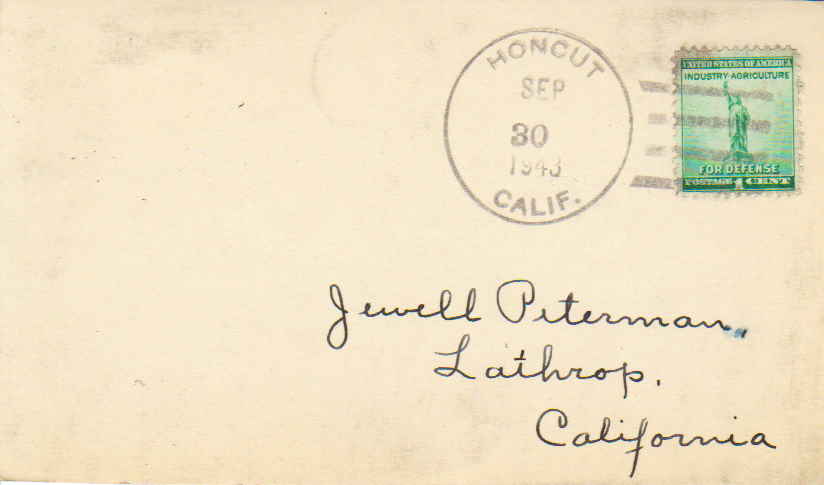 HONCUT
SEP
30
1943
CALIF.
UNITED STATES OF AMERICA
INDUSTRY·AGRICULTURE
FOR DEFENSE
POSTAGE 1 CENT
Jewell Peterman,
Lathrop,
California